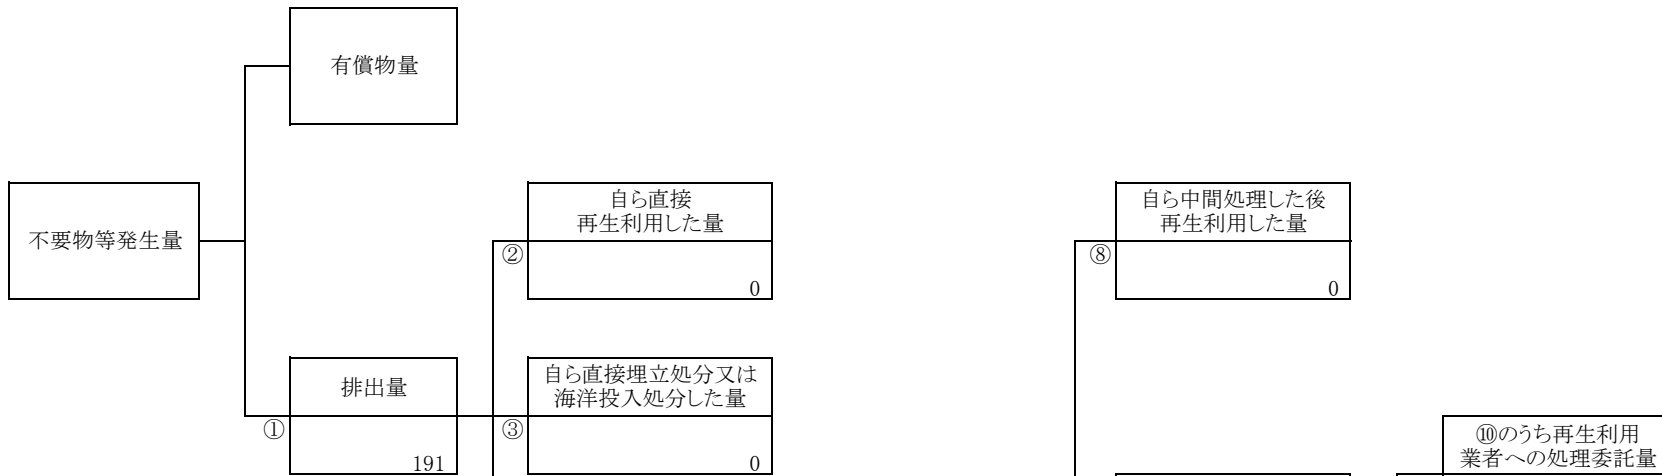 有償物量
不要物等発生量
自ら直接
再生利用した量
②
0
自ら中間処理した後
再生利用した量
⑧
0
排出量
①
191
自ら直接埋立処分又は
海洋投入処分した量
③
0
⑩のうち再生利用
業者への処理委託量